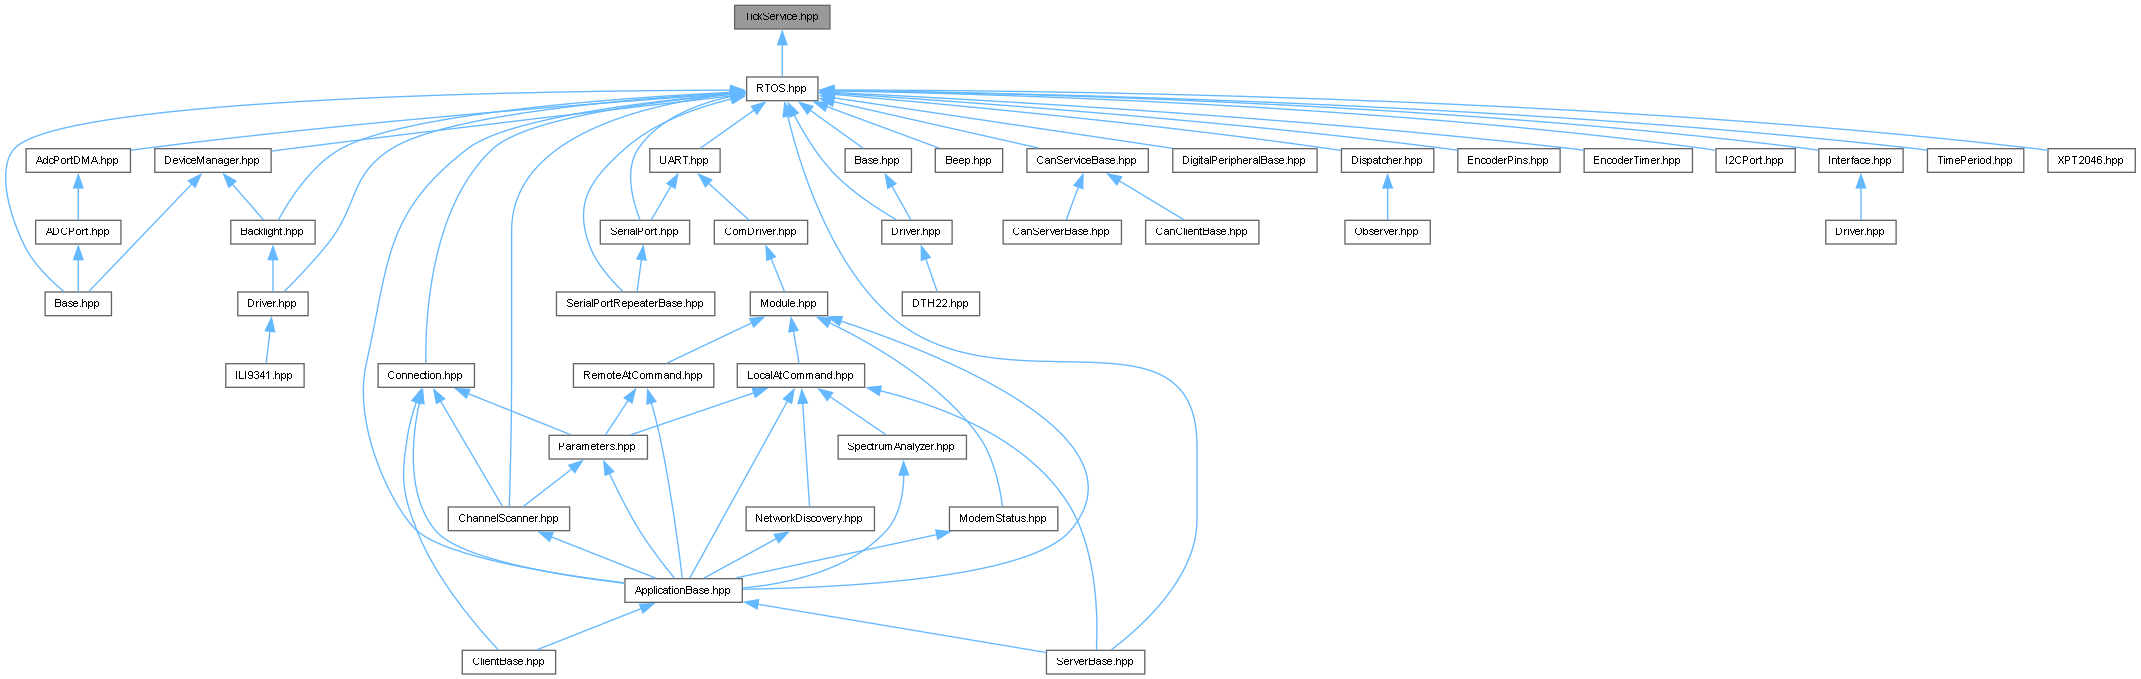 TickService.hpp
RTOS.hpp
AdcPortDMA.hpp
DeviceManager.hpp
UART.hpp
Base.hpp
Beep.hpp
CanServiceBase.hpp
DigitalPeripheralBase.hpp
Dispatcher.hpp
EncoderPins.hpp
EncoderTimer.hpp
I2CPort.hpp
Interface.hpp
TimePeriod.hpp
XPT2046.hpp
ADCPort.hpp
Backlight.hpp
SerialPort.hpp
ComDriver.hpp
Driver.hpp
CanServerBase.hpp
CanClientBase.hpp
Observer.hpp
Driver.hpp
Base.hpp
Driver.hpp
SerialPortRepeaterBase.hpp
Module.hpp
DTH22.hpp
ILI9341.hpp
Connection.hpp
RemoteAtCommand.hpp
LocalAtCommand.hpp
Parameters.hpp
SpectrumAnalyzer.hpp
ChannelScanner.hpp
NetworkDiscovery.hpp
ModemStatus.hpp
ApplicationBase.hpp
ClientBase.hpp
ServerBase.hpp